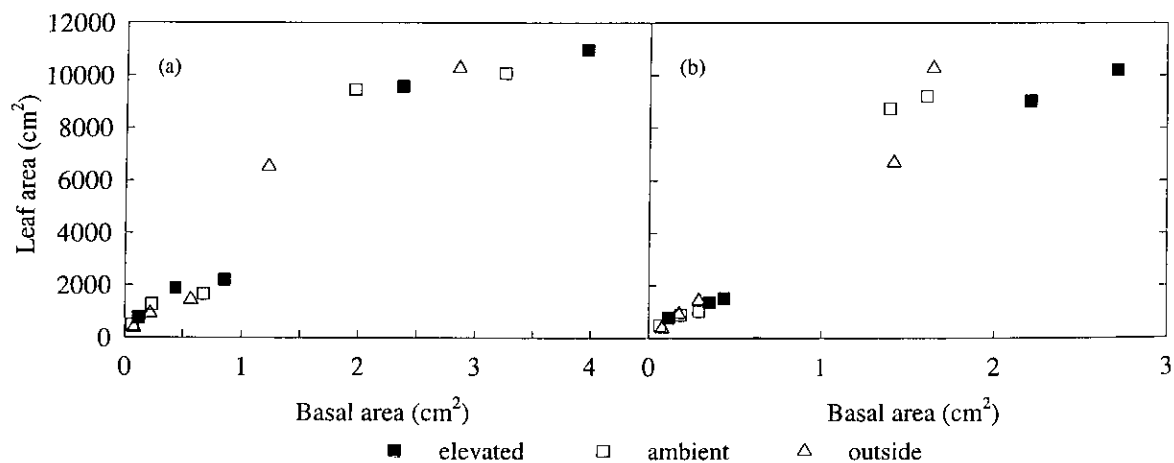 12000
10000
8000
6000
4000
2000
0
Leaf area (cm²)
(a)
(b)
0 1 2 3 4
0 1 2 3
Basal area (cm²)
Basal area (cm²)
elevated ambient outside